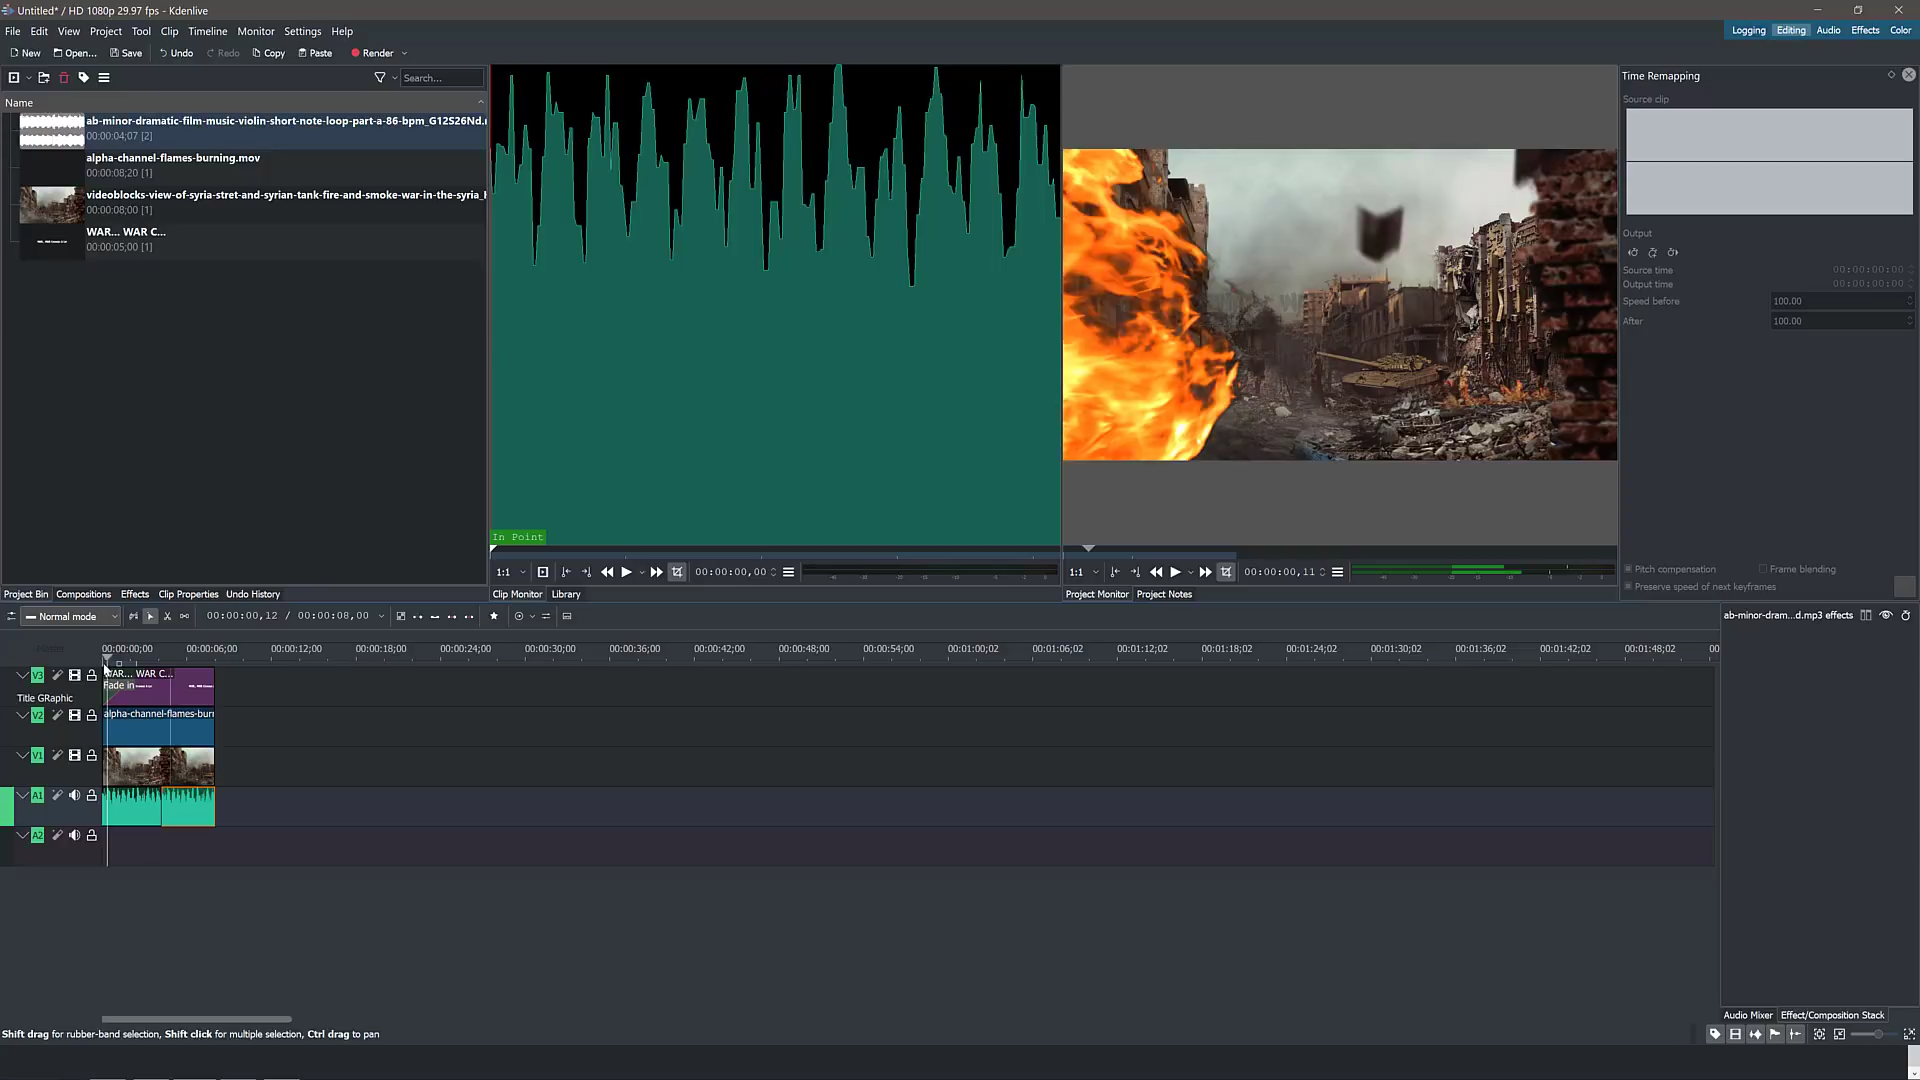 Untitled* / HD 1080p 29.97 fps - Kdenlive
File Edit View Project Tool Clip Timeline Monitor Settings Help
Logging Editing Audio Effects Color
New Open... Save Undo Redo Copy Paste Render
Search...
Name
ab-minor-dramatic-film-music-violin-short-note-loop-part-a-86-bpm_G12S26Nd.
00:00:04;07 [2]
alpha-channel-flames-burning.mov
00:00:08;20 [1]
videoblocks-view-of-syria-stret-and-syrian-tank-fire-and-smoke-war-in-the-syria_
00:00:08;00 [1]
WAR... WAR C...
00:00:05;00 [1]
In Point
1:1 00:00:00,00
1:1 00:00:00,11
Project Bin Compositions Effects Clip Properties Undo History
Clip Monitor Library
Project Monitor Project Notes
Time Remapping
Source clip
Output
Source time 00:00:00:00
Output time 00:00:00:00
Speed before 100.00
After 100.00
Pitch compensation Frame blending
Preserve speed of next keyframes
Normal mode 00:00:00,12 / 00:00:08,00
ab-minor-dram...d.mp3 effects
Master
00:00:00;00 00:00:06;00 00:00:12;00 00:00:18;00 00:00:24;00 00:00:30;00 00:00:36;00 00:00:42;00 00:00:48;00 00:00:54;00 00:01:00;02 00:01:06;02 00:01:12;02 00:01:18;02 00:01:24;02 00:01:30;02 00:01:36;02 00:01:42;02 00:01:48;02 00
V3
WAR... WAR C...
Fade in
Title GRaphic
V2
alpha-channel-flames-burr
V1
A1
A2
Audio Mixer Effect/Composition Stack
Shift drag for rubber-band selection, Shift click for multiple selection, Ctrl drag to pan